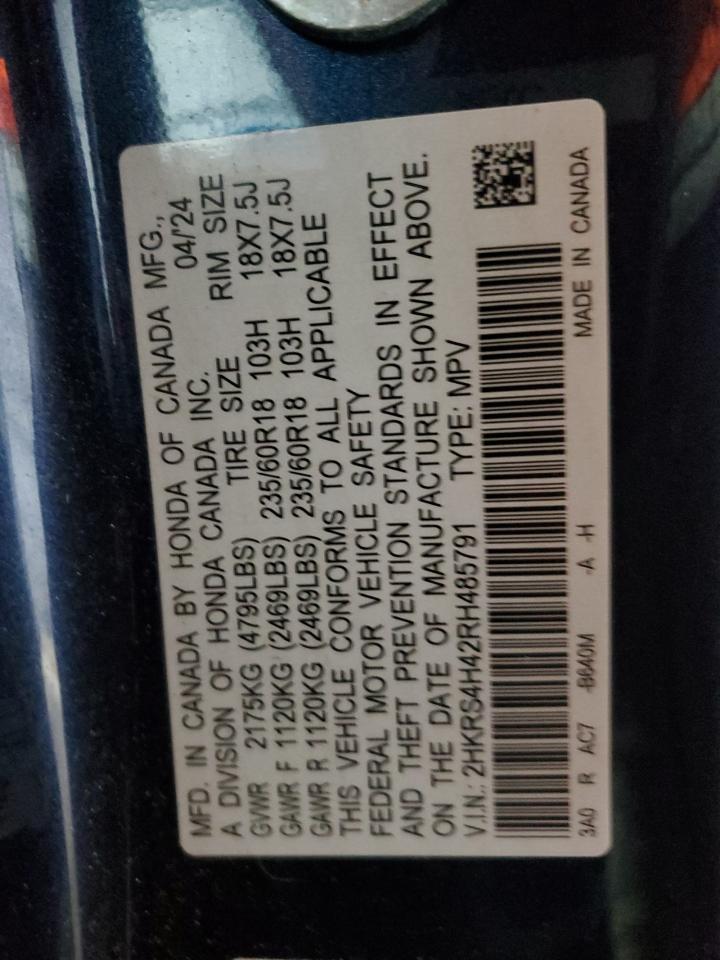 MFD. IN CANADA BY HONDA OF CANADA MFG.,
A DIVISION OF HONDA CANADA INC. 04/'24
GVWR 2175KG (4795LBS) TIRE SIZE RIM SIZE
GAWR F 1120KG (2469LBS) 235/60R18 103H 18X7.5J
GAWR R 1120KG (2469LBS) 235/60R18 103H 18X7.5J
THIS VEHICLE CONFORMS TO ALL APPLICABLE
FEDERAL MOTOR VEHICLE SAFETY
AND THEFT PREVENTION STANDARDS IN EFFECT
ON THE DATE OF MANUFACTURE SHOWN ABOVE.
V.I.N.: 2HKRS4H42RH485791 TYPE: MPV
3A0 R AC7 -B640M -A -H MADE IN CANADA